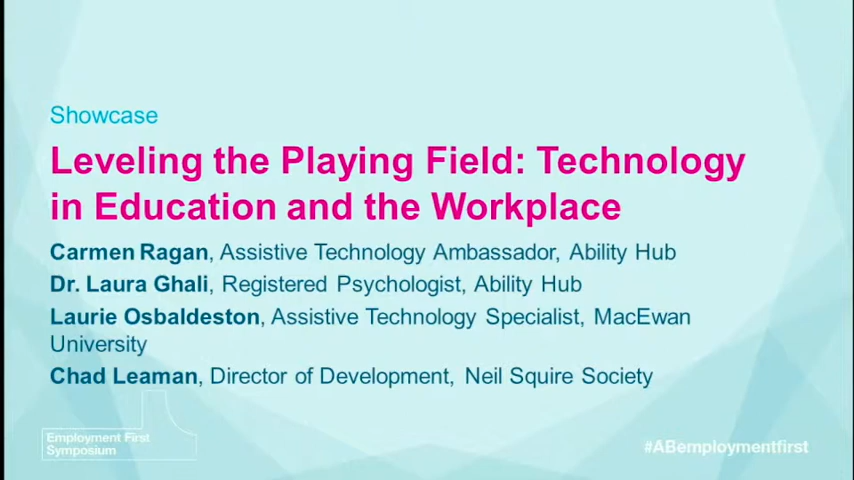 Showcase
Leveling the Playing Field: Technology
in Education and the Workplace
Carmen Ragan, Assistive Technology Ambassador, Ability Hub
Dr. Laura Ghali, Registered Psychologist, Ability Hub
Laurie Osbaldeston, Assistive Technology Specialist, MacEwan
University
Chad Leaman, Director of Development, Neil Squire Society
Employment First
Symposium
#ABemploymentfirst